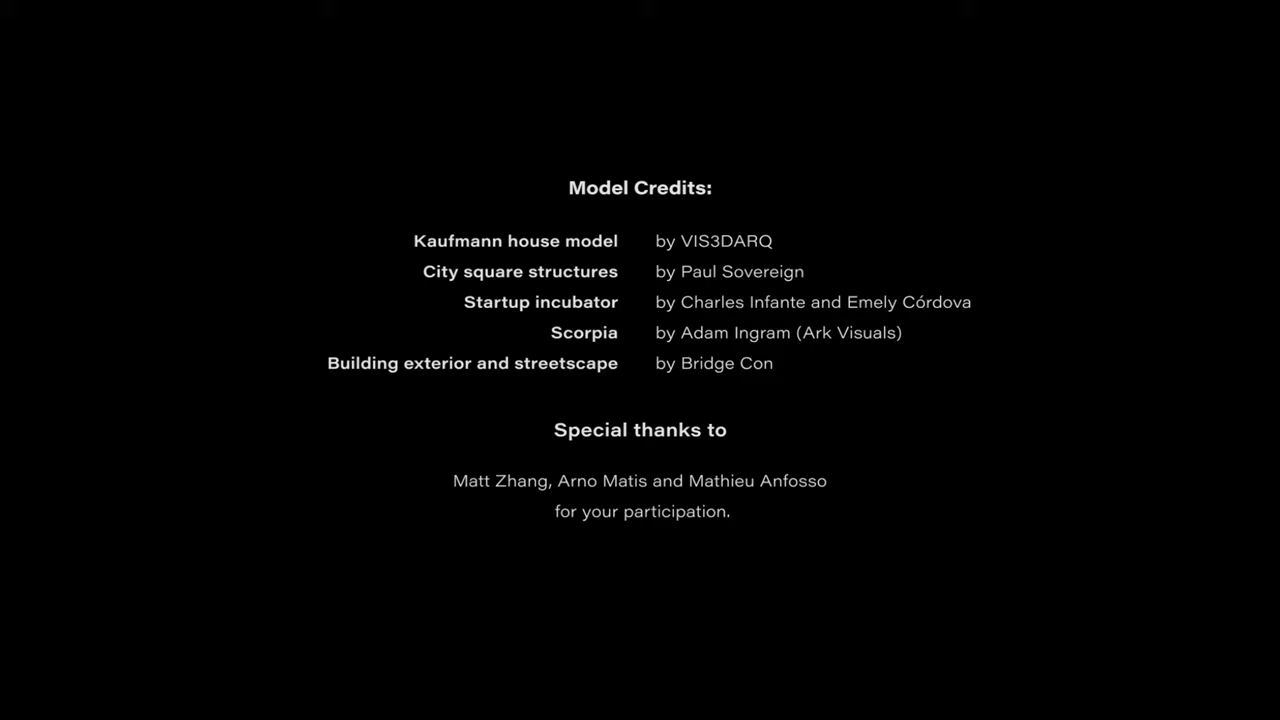 Model Credits:
Kaufmann house model by VIS3DARQ
City square structures by Paul Sovereign
Startup incubator by Charles Infante and Emely Córdova
Scorpia by Adam Ingram (Ark Visuals)
Building exterior and streetscape by Bridge Con
Special thanks to
Matt Zhang, Arno Matis and Mathieu Anfosso
for your participation.